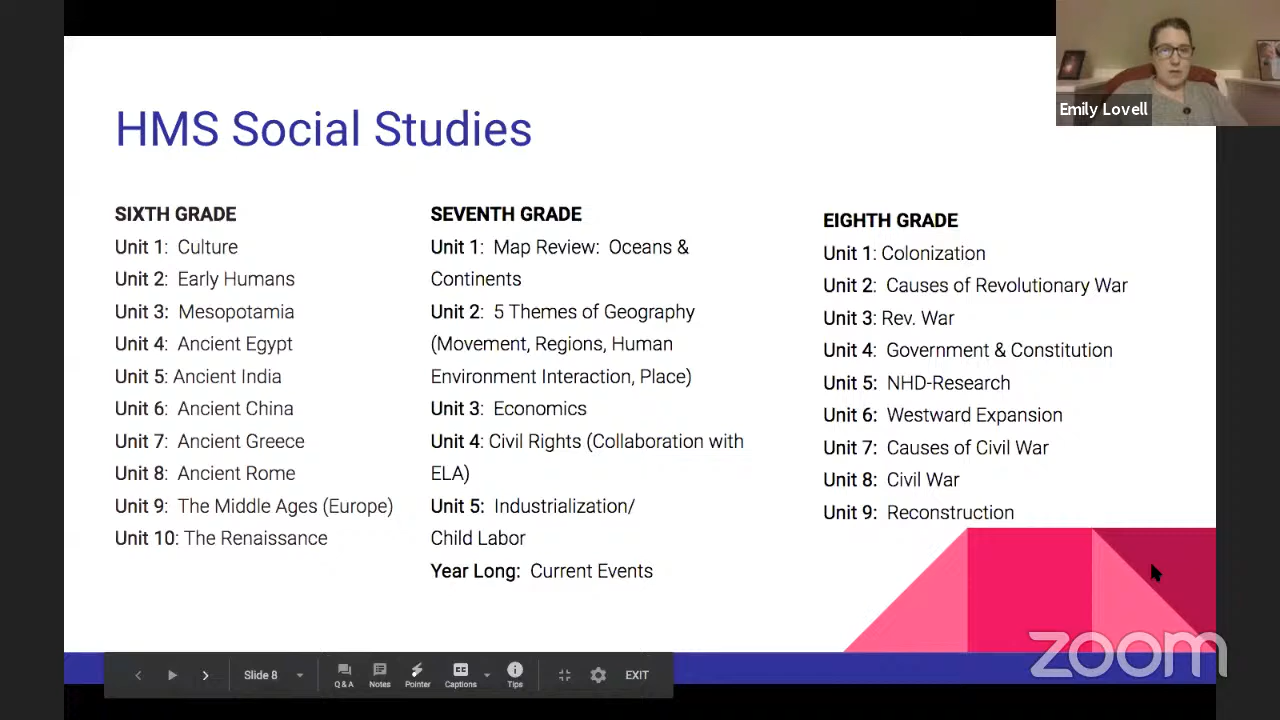 Emily Lovell
HMS Social Studies
SIXTH GRADE
Unit 1:  Culture
Unit 2:  Early Humans
Unit 3:  Mesopotamia
Unit 4:  Ancient Egypt
Unit 5: Ancient India
Unit 6:  Ancient China
Unit 7:  Ancient Greece
Unit 8:  Ancient Rome
Unit 9:  The Middle Ages (Europe)
Unit 10: The Renaissance
SEVENTH GRADE
Unit 1:  Map Review:  Oceans &
Continents
Unit 2:  5 Themes of Geography
(Movement, Regions, Human
Environment Interaction, Place)
Unit 3:  Economics
Unit 4: Civil Rights (Collaboration with
ELA)
Unit 5:  Industrialization/
Child Labor
Year Long:  Current Events
EIGHTH GRADE
Unit 1: Colonization
Unit 2:  Causes of Revolutionary War
Unit 3: Rev. War
Unit 4:  Government & Constitution
Unit 5:  NHD-Research
Unit 6:  Westward Expansion
Unit 7:  Causes of Civil War
Unit 8:  Civil War
Unit 9:  Reconstruction
zoom
Slide 8
Q&A
Notes
Pointer
CC
Captions
Tips
EXIT